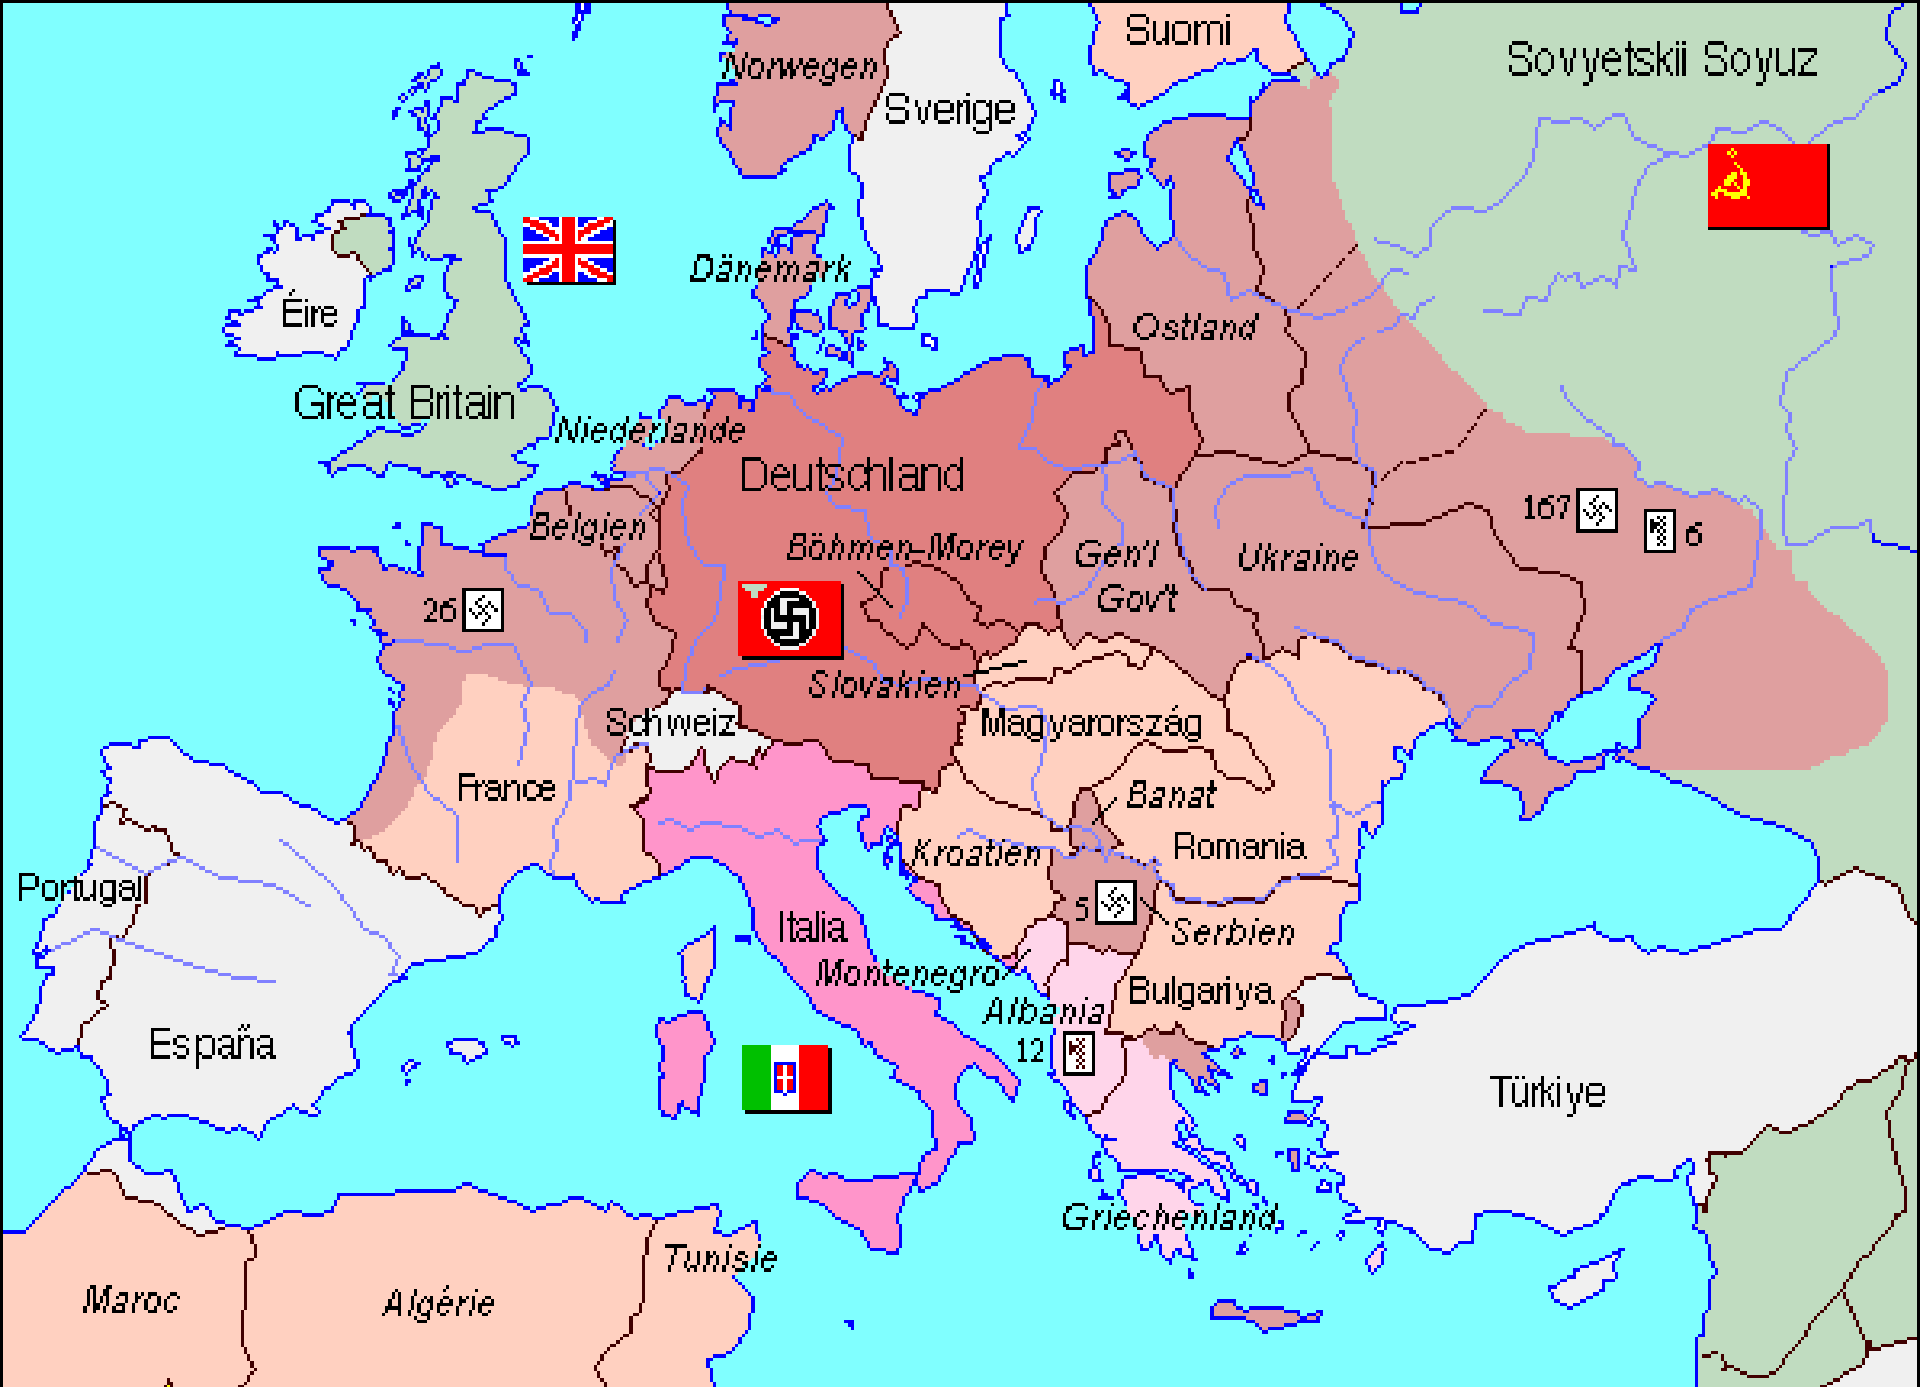 Suomi
Sovyetskii Soyuz
Norwegen
Sverige
Dänemark
Éire
Ostland
Great Britain
Niederlande
Deutschland
167
6
Belgien
Böhmen-Morey
Gen'l
Gov't
Ukraine
26
Slovakien
Schweiz
Magyarország
France
Banat
Romania
Kroatien
Portugal
5
Italia
Serbien
Montenegro
Bulgariya
Albania
España
12
Türkiye
Griechenland
Tunisie
Maroc
Algérie